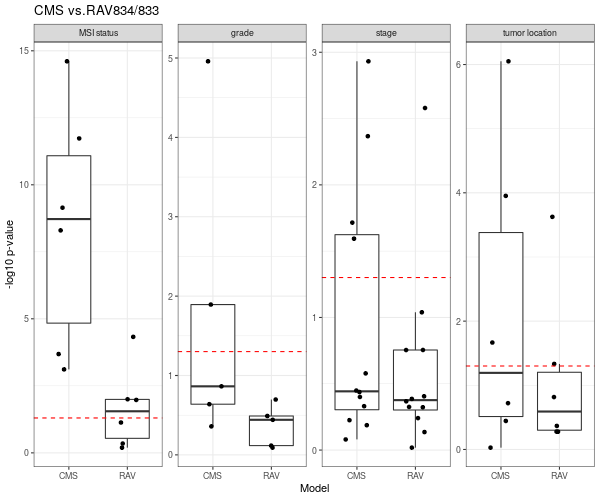 CMS vs.RAV834/833
MSI status
grade
stage
tumor location
15
10
5
0
5
4
3
2
1
0
3
2
1
0
6
4
2
0
-log10 p-value
CMS RAV
CMS RAV
CMS RAV
CMS RAV
Model